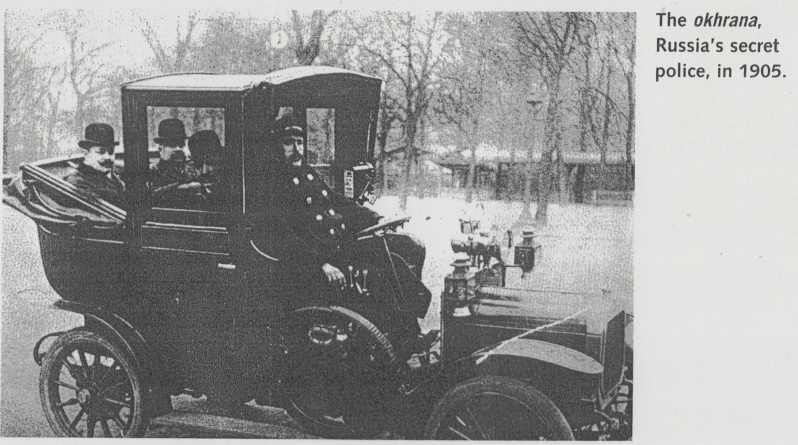 The okhrana,
Russia's secret
police, in 1905.